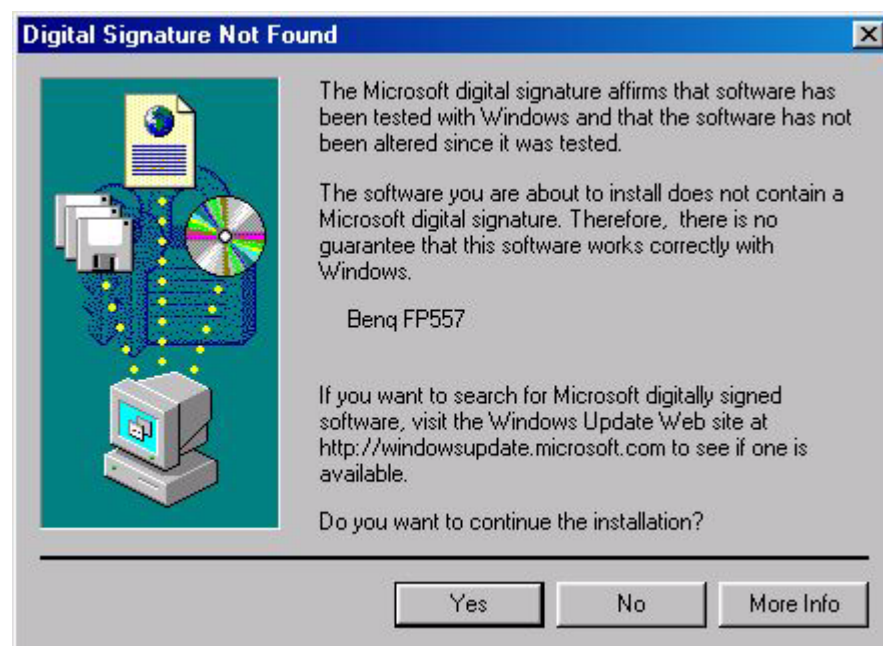 Digital Signature Not Found
The Microsoft digital signature affirms that software has
been tested with Windows and that the software has not
been altered since it was tested.
The software you are about to install does not contain a
Microsoft digital signature. Therefore,  there is no
guarantee that this software works correctly with
Windows.
Benq FP557
If you want to search for Microsoft digitally signed
software, visit the Windows Update Web site at
http://windowsupdate.microsoft.com to see if one is
available.
Do you want to continue the installation?
Yes No More Info